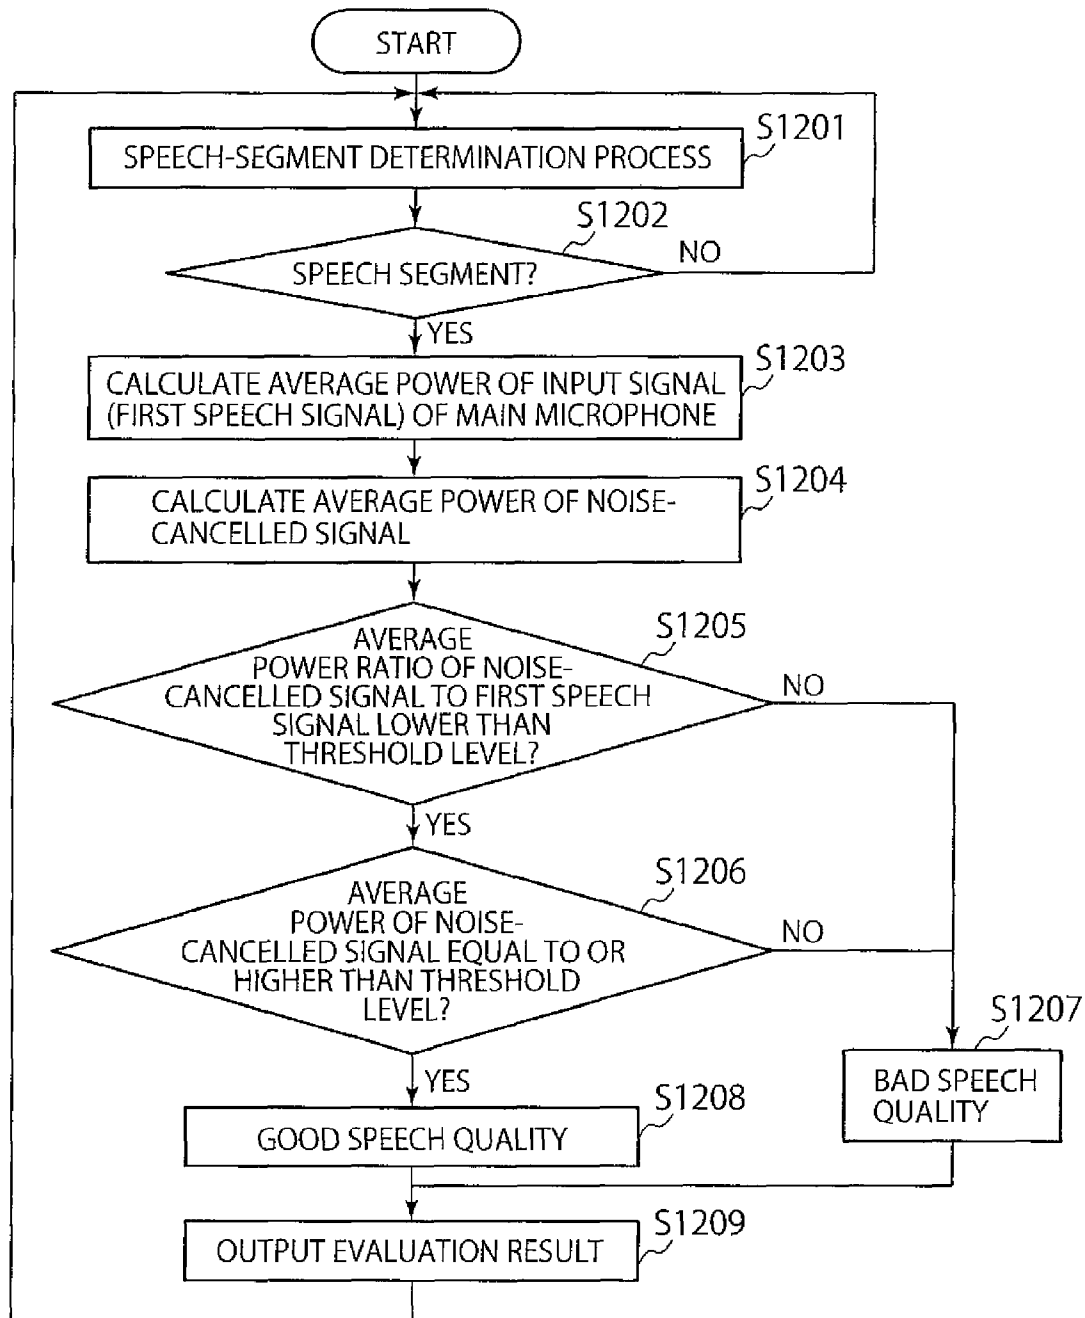 START
S1201
SPEECH-SEGMENT DETERMINATION PROCESS
S1202
SPEECH SEGMENT?
NO
YES
S1203
CALCULATE AVERAGE POWER OF INPUT SIGNAL
(FIRST SPEECH SIGNAL) OF MAIN MICROPHONE
S1204
CALCULATE AVERAGE POWER OF NOISE-
CANCELLED SIGNAL
S1205
AVERAGE
POWER RATIO OF NOISE-
CANCELLED SIGNAL TO FIRST SPEECH
SIGNAL LOWER THAN
THRESHOLD LEVEL?
NO
YES
S1206
AVERAGE
POWER OF NOISE-
CANCELLED SIGNAL EQUAL TO OR
HIGHER THAN THRESHOLD
LEVEL?
NO
YES
S1207
BAD SPEECH
QUALITY
S1208
GOOD SPEECH QUALITY
S1209
OUTPUT EVALUATION RESULT